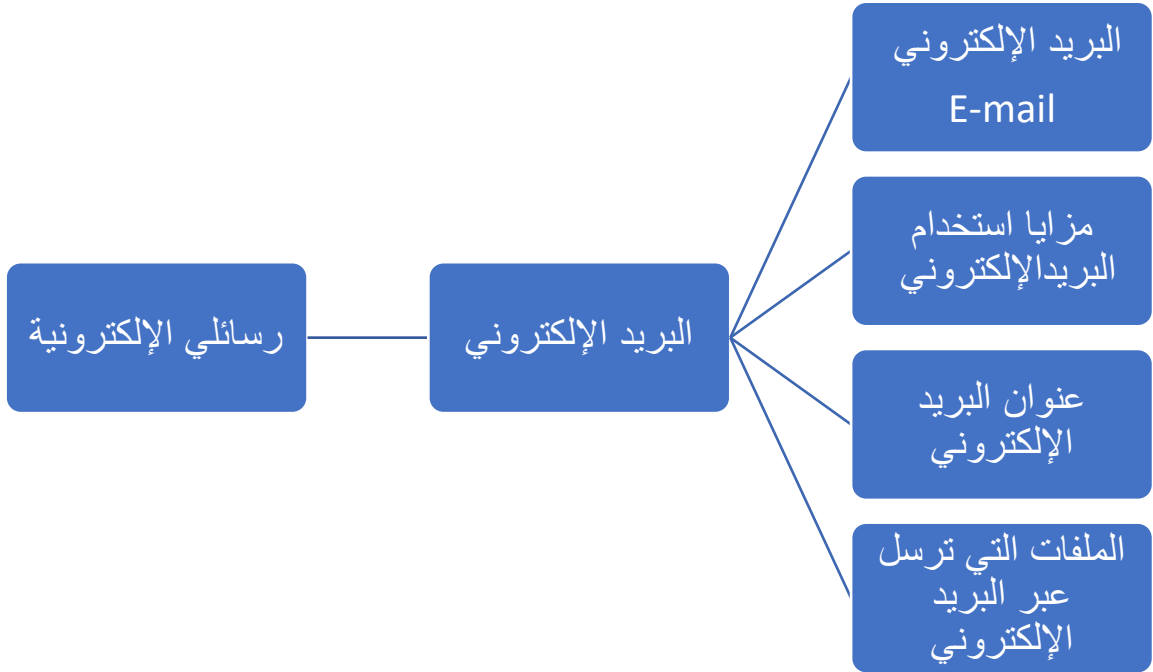 رسائلي الإلكترونية
البريد الإلكتروني
البريد الإلكتروني
E-mail
مزايا استخدام
البريدالإلكتروني
عنوان البريد
الإلكتروني
الملفات التي ترسل
عبر البريد
الإلكتروني